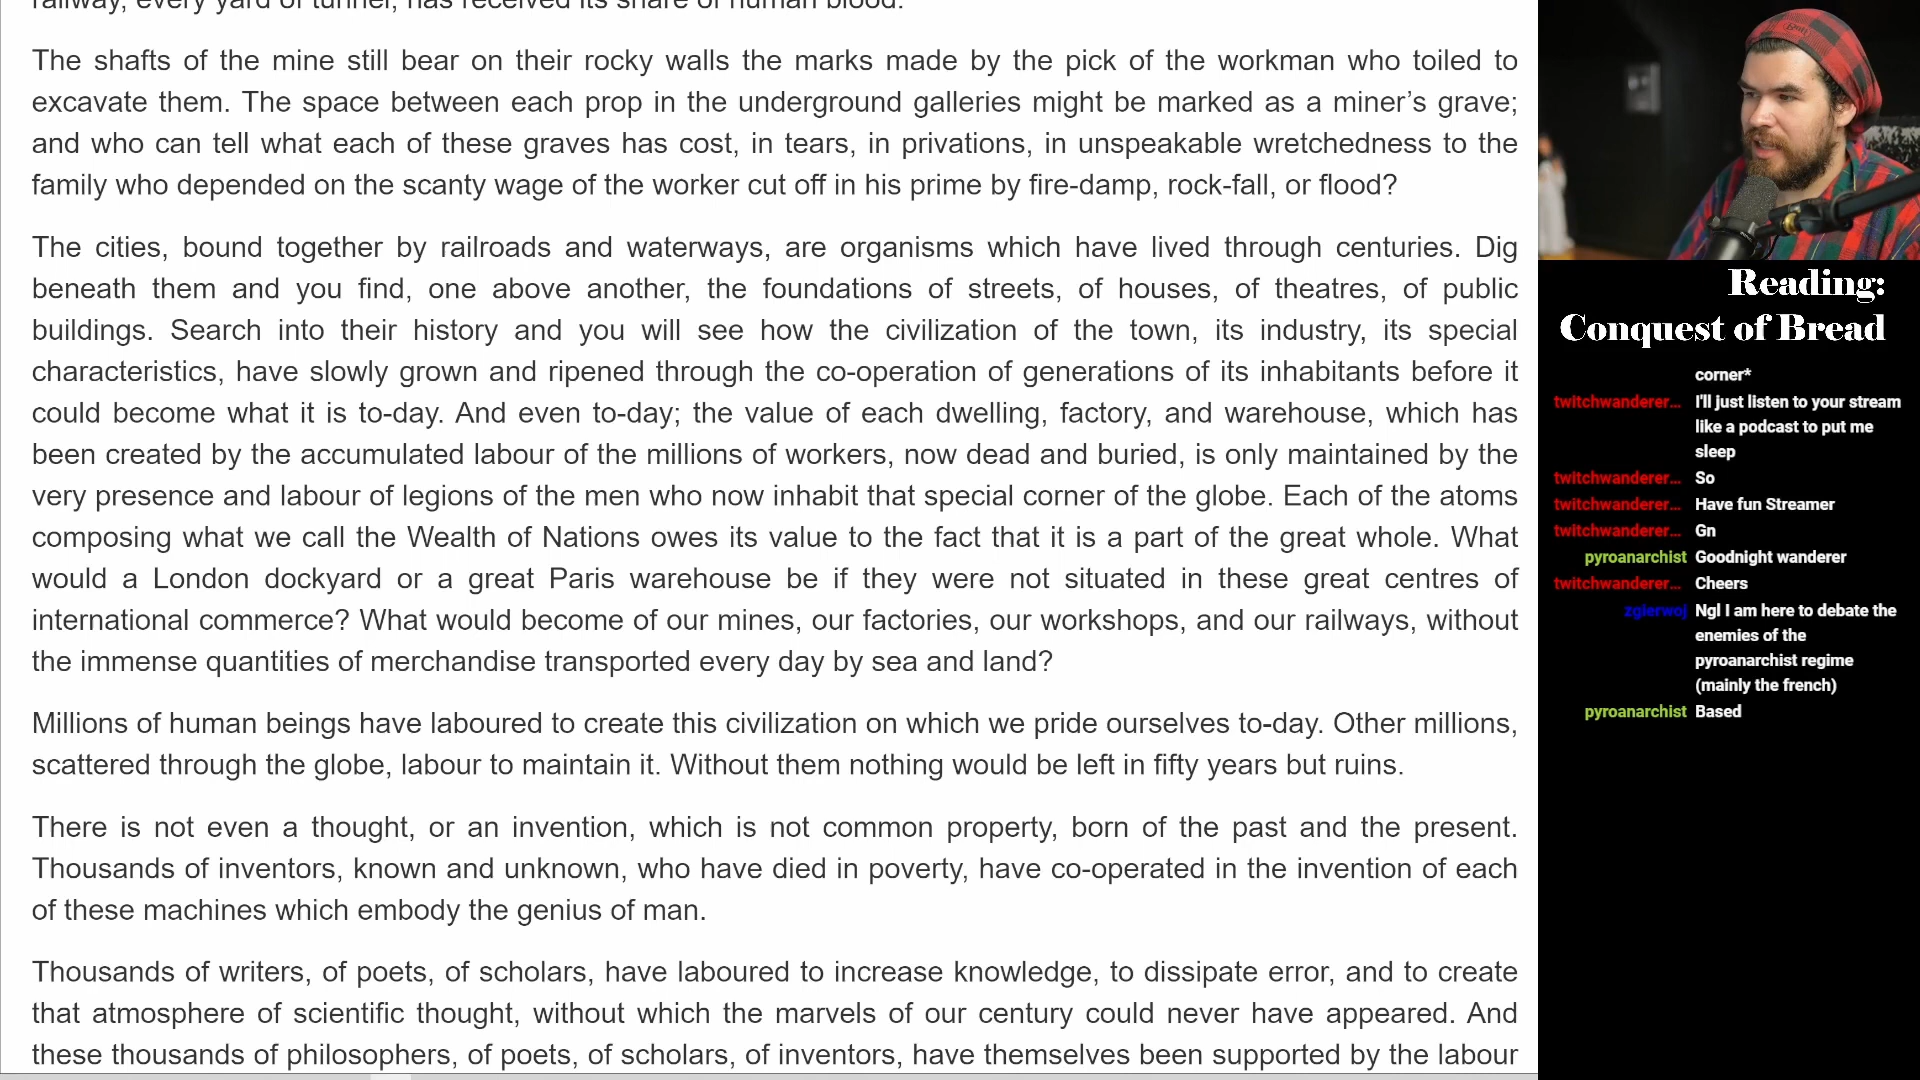 railway, every yard of tunnel, has received its share of human blood.
The shafts of the mine still bear on their rocky walls the marks made by the pick of the workman who toiled to
excavate them. The space between each prop in the underground galleries might be marked as a miner’s grave;
and who can tell what each of these graves has cost, in tears, in privations, in unspeakable wretchedness to the
family who depended on the scanty wage of the worker cut off in his prime by fire-damp, rock-fall, or flood?
The cities, bound together by railroads and waterways, are organisms which have lived through centuries. Dig
beneath them and you find, one above another, the foundations of streets, of houses, of theatres, of public
buildings. Search into their history and you will see how the civilization of the town, its industry, its special
characteristics, have slowly grown and ripened through the co-operation of generations of its inhabitants before it
could become what it is to-day. And even to-day; the value of each dwelling, factory, and warehouse, which has
been created by the accumulated labour of the millions of workers, now dead and buried, is only maintained by the
very presence and labour of legions of the men who now inhabit that special corner of the globe. Each of the atoms
composing what we call the Wealth of Nations owes its value to the fact that it is a part of the great whole. What
would a London dockyard or a great Paris warehouse be if they were not situated in these great centres of
international commerce? What would become of our mines, our factories, our workshops, and our railways, without
the immense quantities of merchandise transported every day by sea and land?
Millions of human beings have laboured to create this civilization on which we pride ourselves to-day. Other millions,
scattered through the globe, labour to maintain it. Without them nothing would be left in fifty years but ruins.
There is not even a thought, or an invention, which is not common property, born of the past and the present.
Thousands of inventors, known and unknown, who have died in poverty, have co-operated in the invention of each
of these machines which embody the genius of man.
Thousands of writers, of poets, of scholars, have laboured to increase knowledge, to dissipate error, and to create
that atmosphere of scientific thought, without which the marvels of our century could never have appeared. And
these thousands of philosophers, of poets, of scholars, of inventors, have themselves been supported by the labour
Reading:
Conquest of Bread
corner*
twitchwanderer... I'll just listen to your stream
like a podcast to put me
sleep
twitchwanderer... So
twitchwanderer... Have fun Streamer
twitchwanderer... Gn
pyroanarchist Goodnight wanderer
twitchwanderer... Cheers
zgierwoj Ngl I am here to debate the
enemies of the
pyroanarchist regime
(mainly the french)
pyroanarchist Based